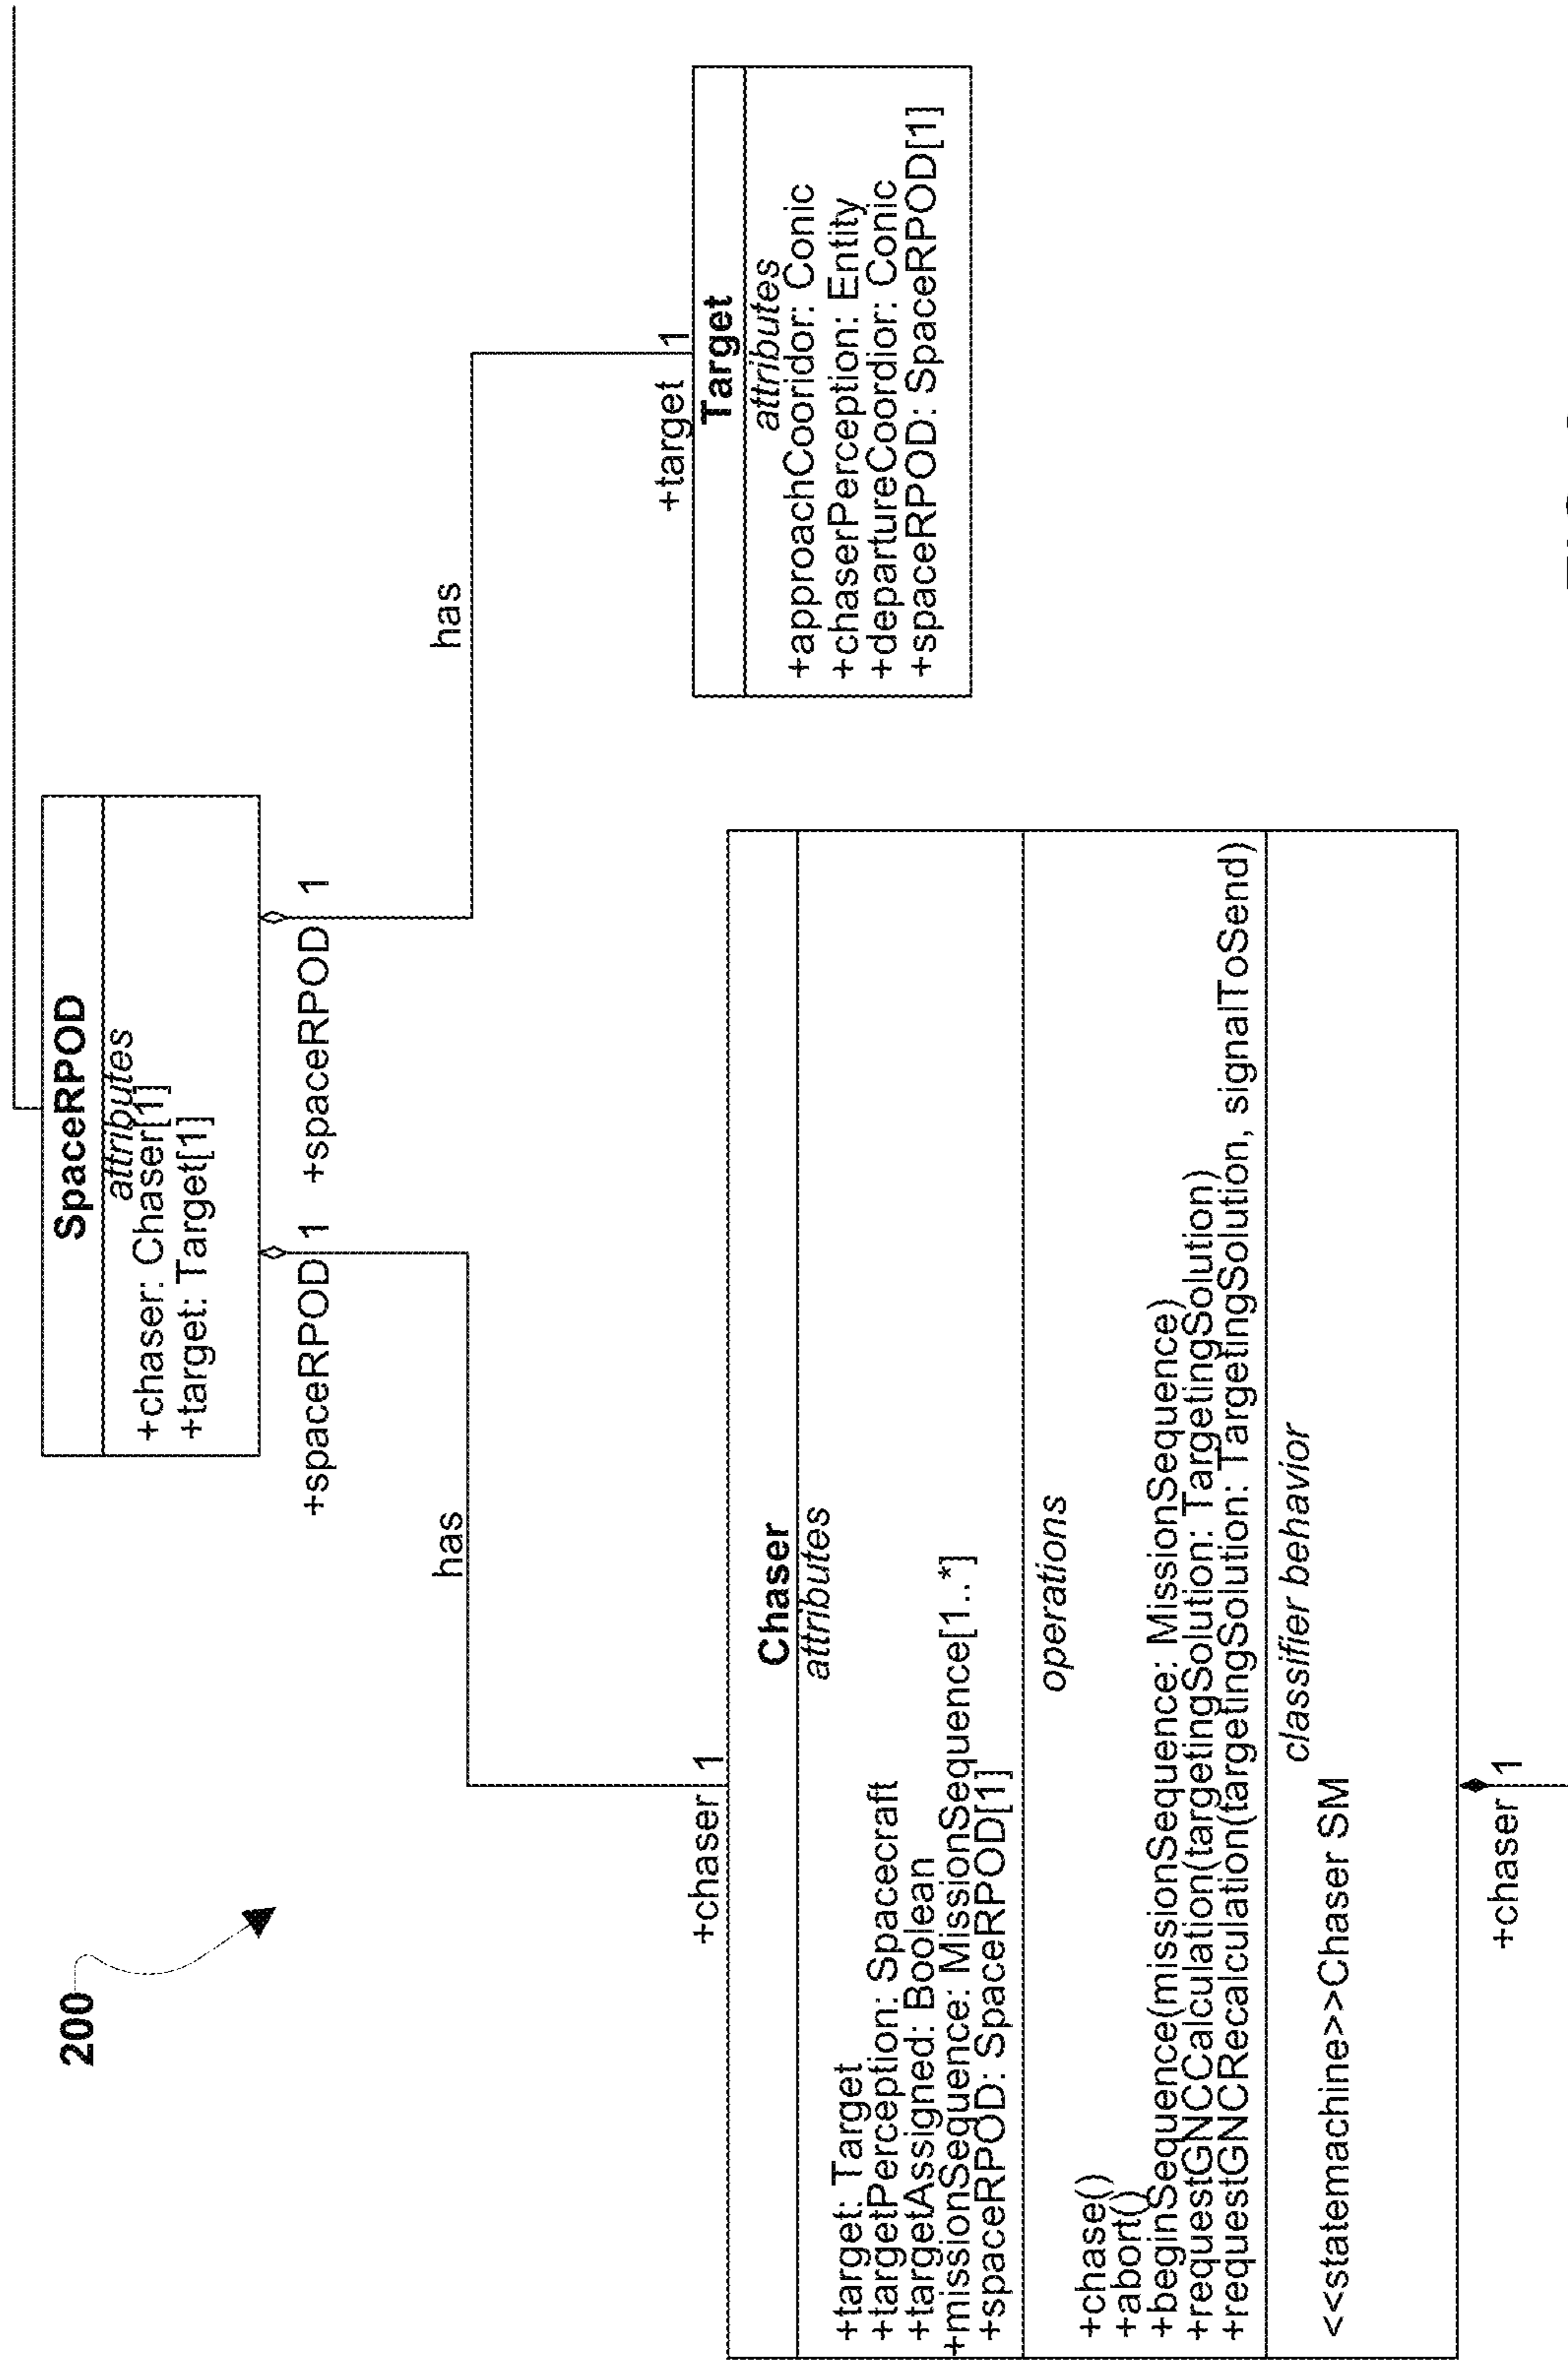 200
SpaceRPOD
attributes
+chaser: Chaser[1]
+target: Target[1]
+spaceRPOD 1
+spaceRPOD 1
has
has
+chaser 1
+target 1
Chaser
attributes
+target: Target
+targetPerception: Spacecraft
+targetAssigned: Boolean
+missionSequence: MissionSequence[1..*]
+spaceRPOD: SpaceRPOD[1]
operations
+chase()
+abort()
+beginSequence(missionSequence: MissionSequence)
+requestGNCCalculation(targetingSolution: TargetingSolution)
+requestGNCRecalculation(targetingSolution: TargetingSolution, signalToSend)
classifier behavior
<<statemachine>>Chaser SM
+chaser 1
Target
attributes
+approachCooridor: Conic
+chaserPerception: Entity
+departureCoordior: Conic
+spaceRPOD: SpaceRPOD[1]